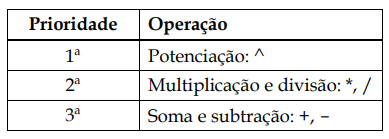 Prioridade Operação
1ª Potenciação: ^
2ª Multiplicação e divisão: *, /
3ª Soma e subtração: +, −